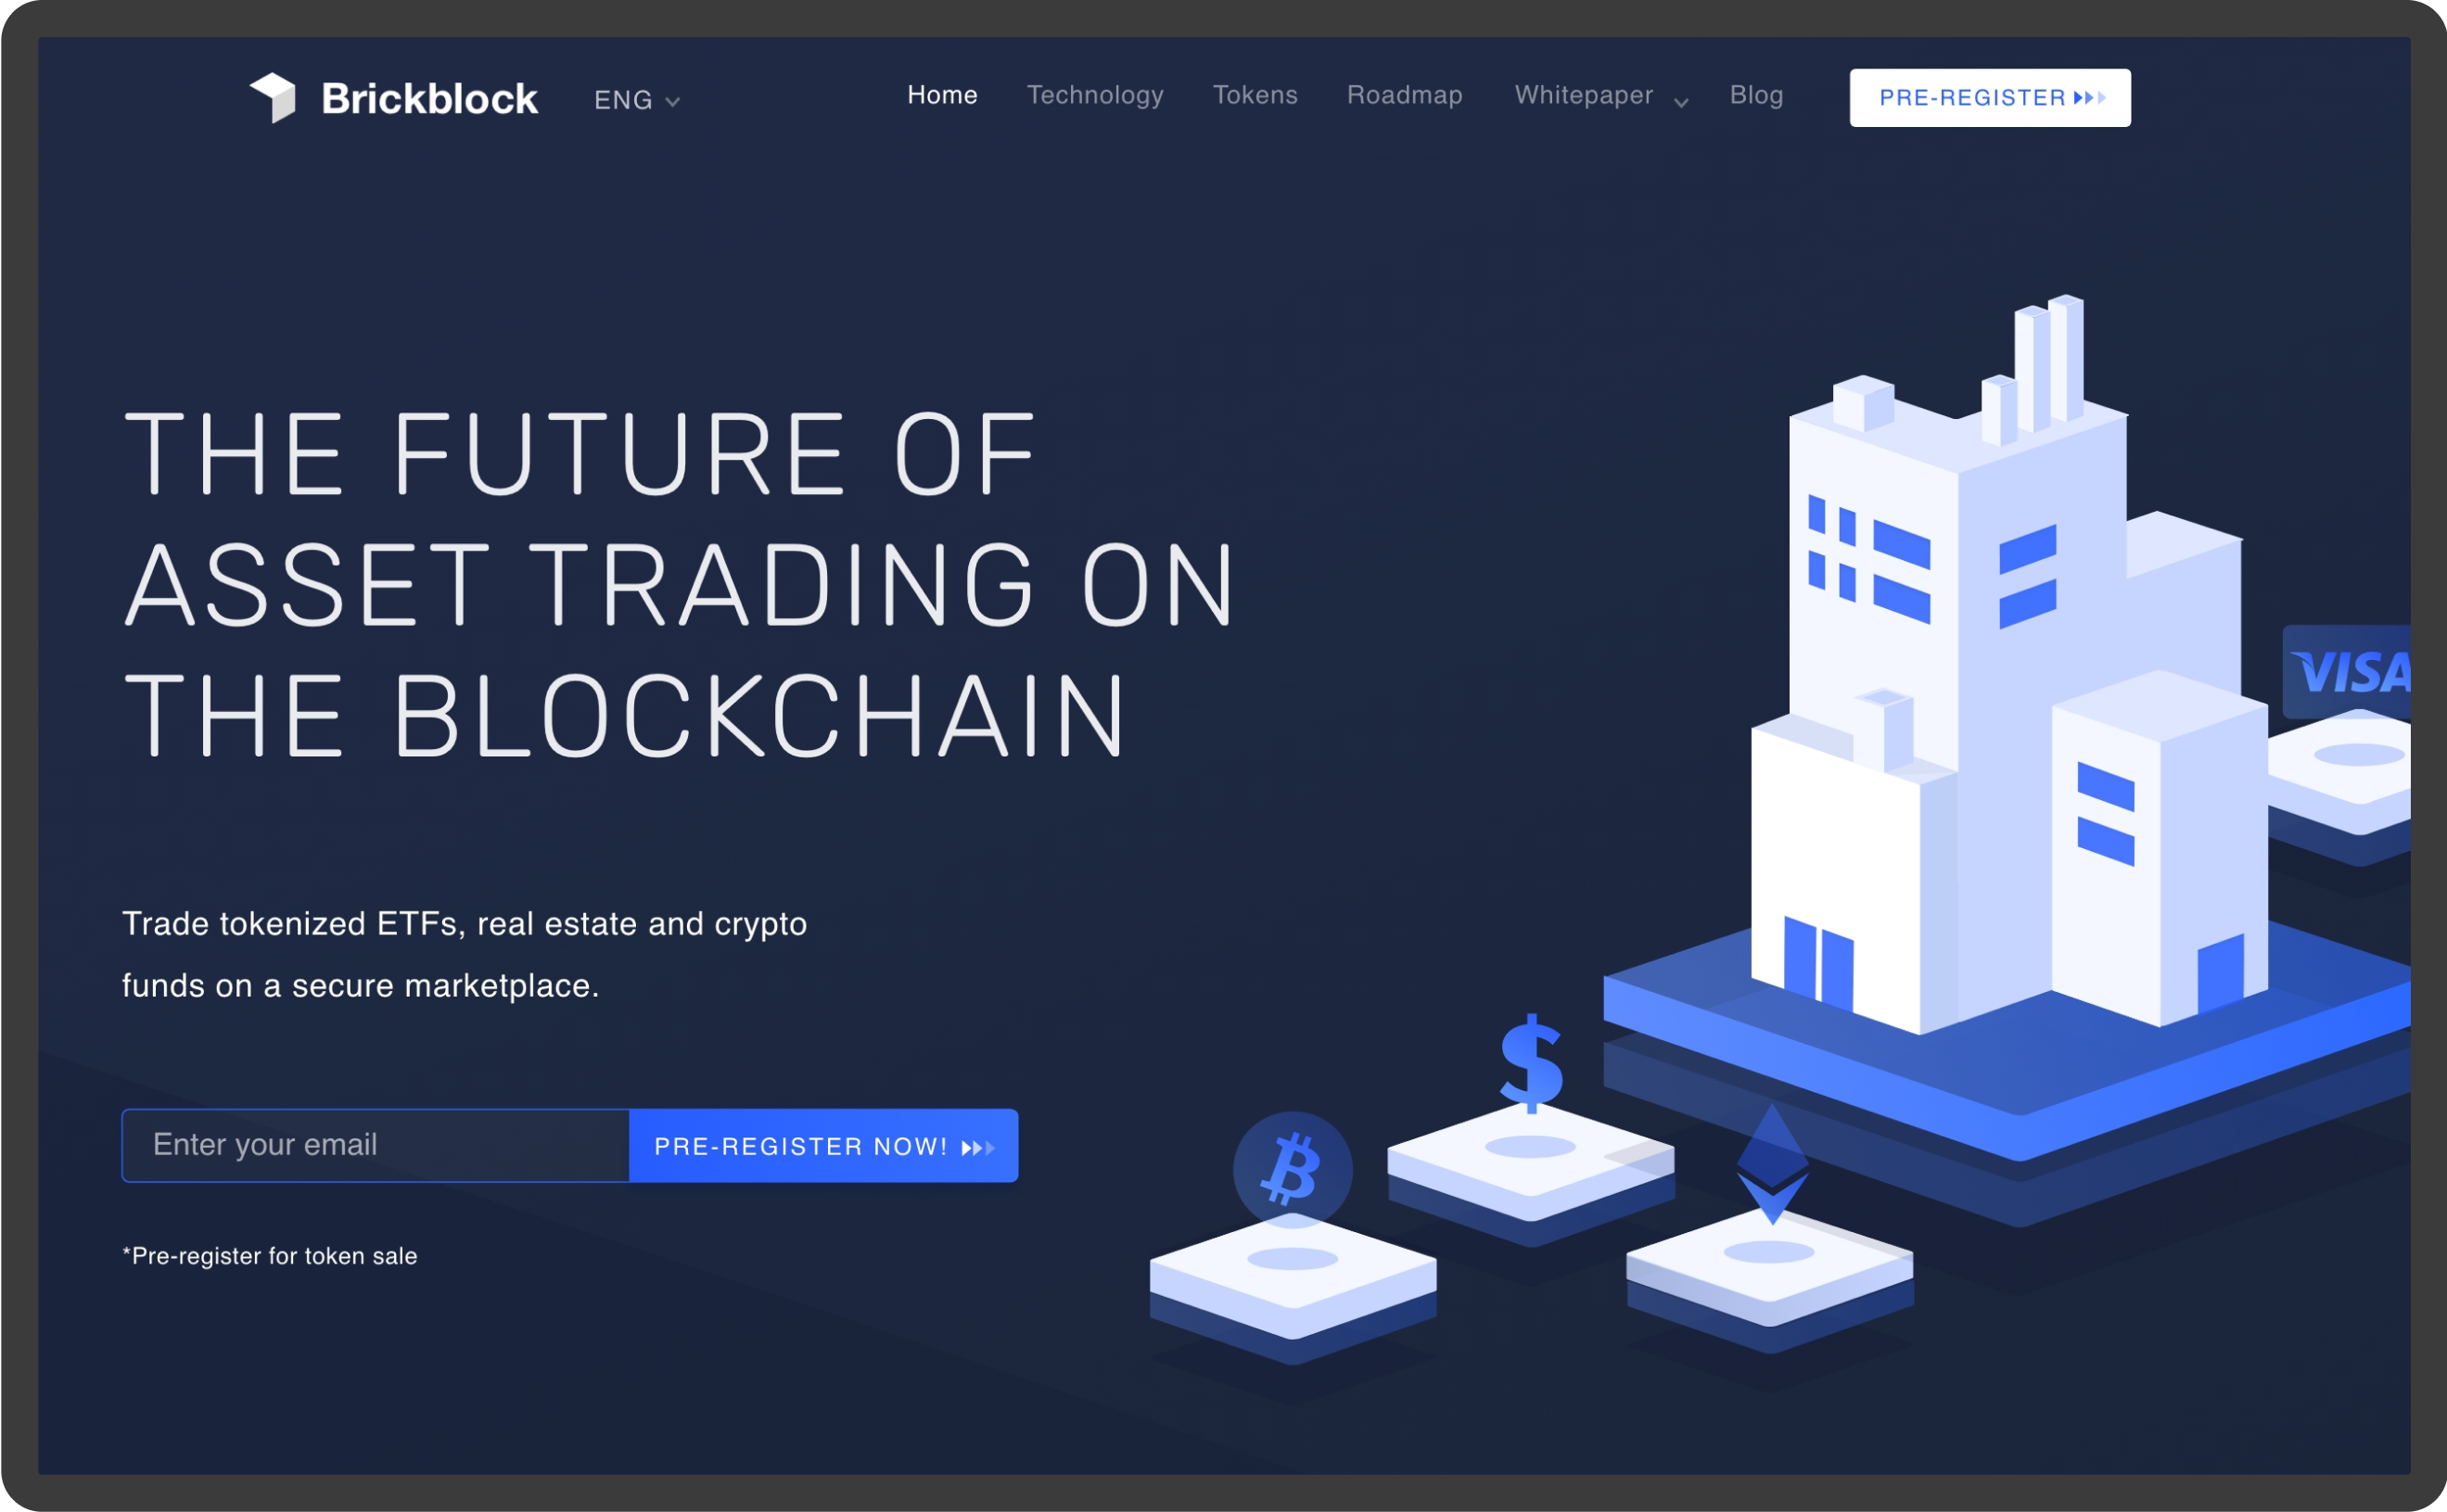 Brickblock
ENG
Home Technology Tokens Roadmap Whitepaper Blog
PRE-REGISTER
THE FUTURE OF
ASSET TRADING ON
THE BLOCKCHAIN
VISA
Trade tokenized ETFs, real estate and crypto
funds on a secure marketplace.
$
Enter your email
PRE-REGISTER NOW!
*Pre-register for token sale